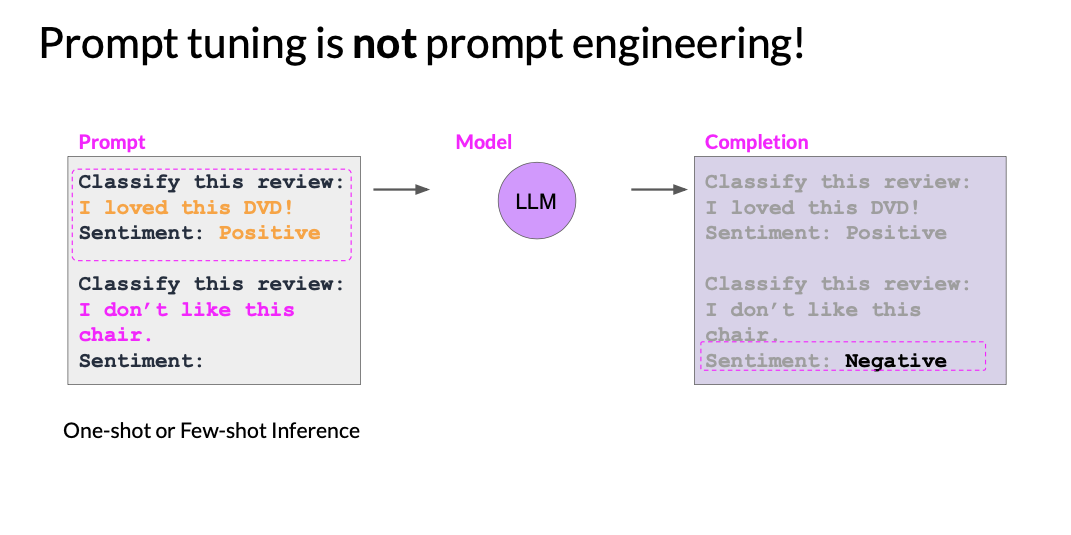 Prompt tuning is not prompt engineering!
Prompt
Classify this review:
I loved this DVD!
Sentiment: Positive
Classify this review:
I don’t like this
chair.
Sentiment:
One-shot or Few-shot Inference
Model
LLM
Completion
Classify this review:
I loved this DVD!
Sentiment: Positive
Classify this review:
I don’t like this
chair.
Sentiment: Negative